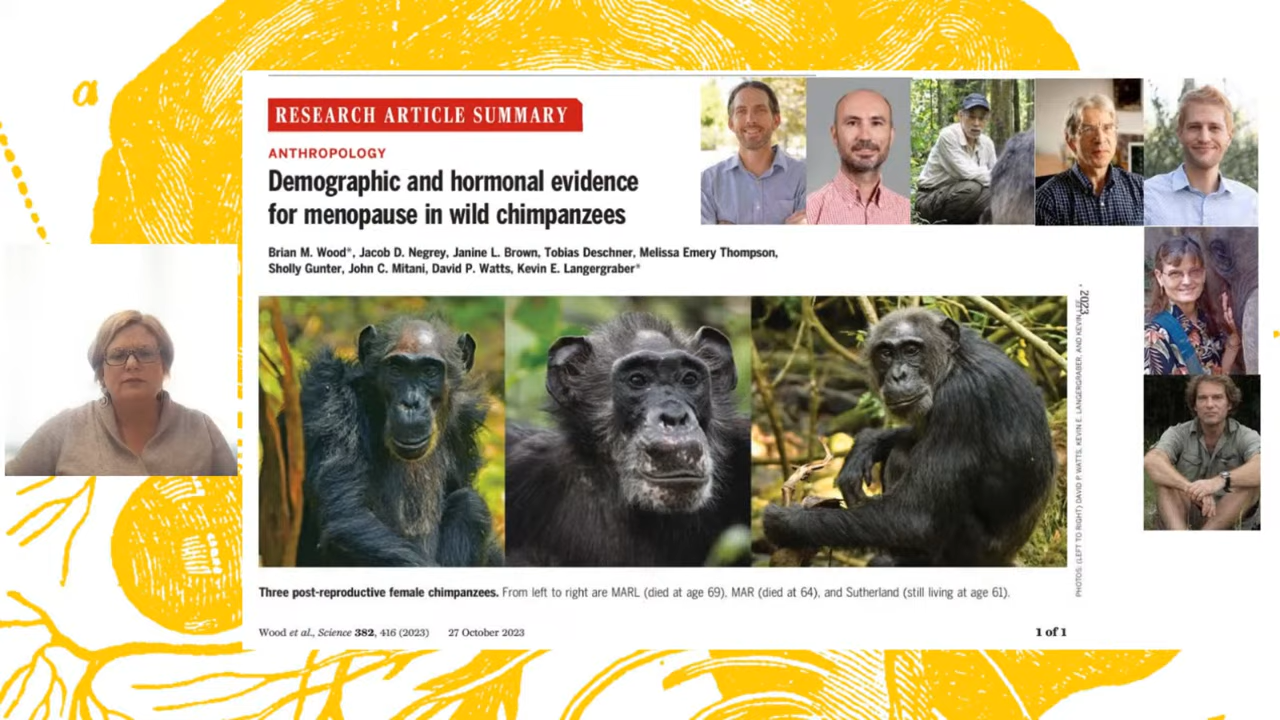 a
RESEARCH ARTICLE SUMMARY
ANTHROPOLOGY
Demographic and hormonal evidence
for menopause in wild chimpanzees
Brian M. Wood*, Jacob D. Negrey, Janine L. Brown, Tobias Deschner, Melissa Emery Thompson,
Sholly Gunter, John C. Mitani, David P. Watts, Kevin E. Langergraber*
, 2023
PHOTOS: (LEFT TO RIGHT) DAVID P. WATTS, KEVIN E. LANGERGRABER, AND KEVIN LEE
Three post-reproductive female chimpanzees. From left to right are MARL (died at age 69), MAR (died at 64), and Sutherland (still living at age 61).
Wood et al., Science 382, 416 (2023) 27 October 2023
1 of 1